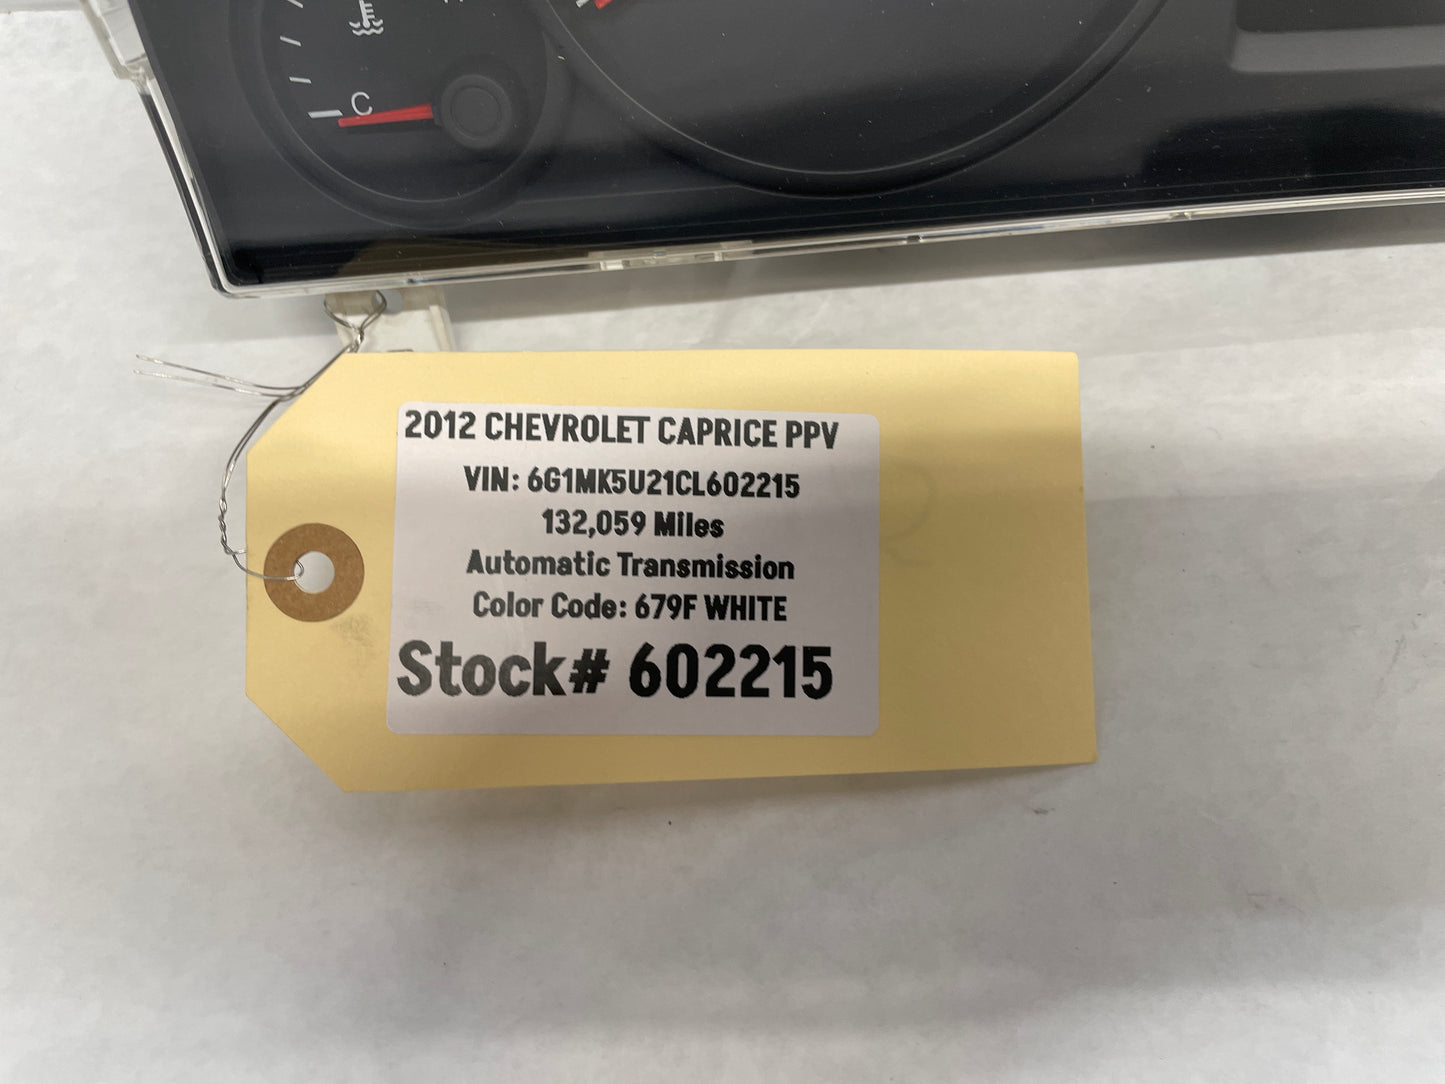 C
2012 CHEVROLET CAPRICE PPV
VIN: 6G1MK5U21CL602215
132,059 Miles
Automatic Transmission
Color Code: 679F WHITE
Stock# 602215